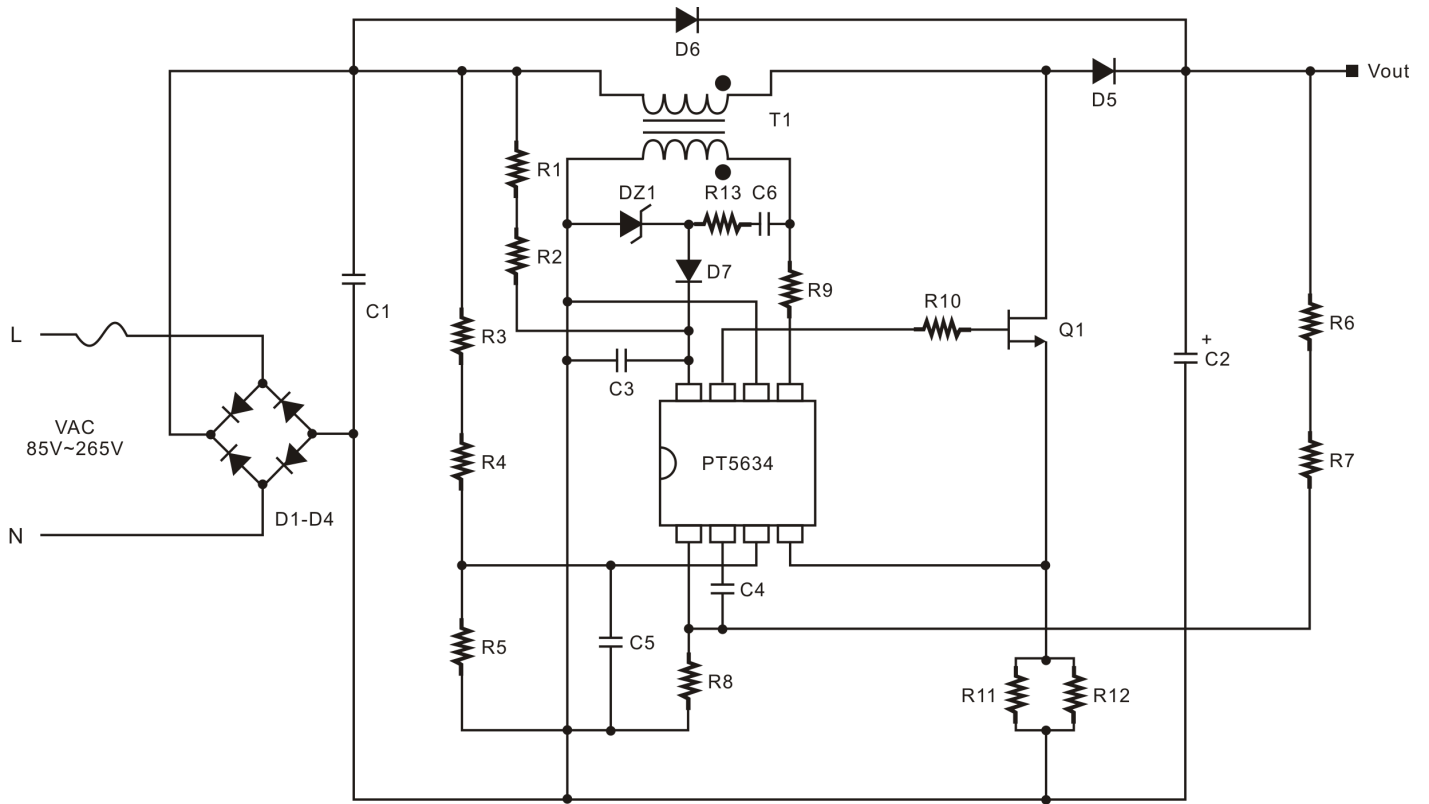 D6
Vout
D5
T1
R1
DZ1
R13
C6
R2
D7
R9
C1
R10
L
R3
Q1
R6
+
C2
C3
VAC
85V~265V
R4
PT5634
R7
D1-D4
N
C4
R5
C5
R8
R11
R12